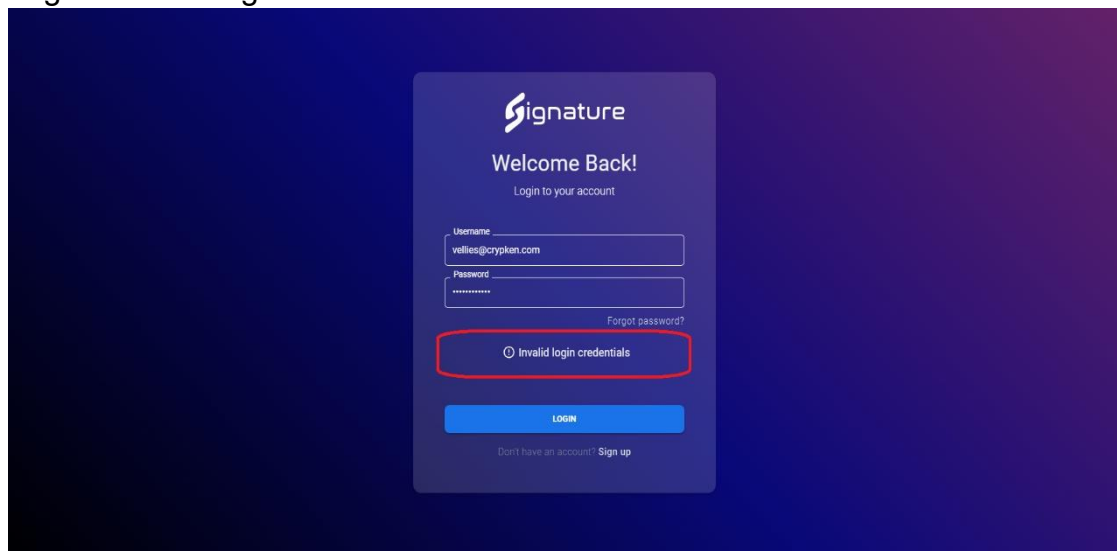 Signature
Welcome Back!
Login to your account
Username
vellies@crypken.com
Password
••••••••••••
Forgot password?
Invalid login credentials
LOGIN
Don't have an account? Sign up